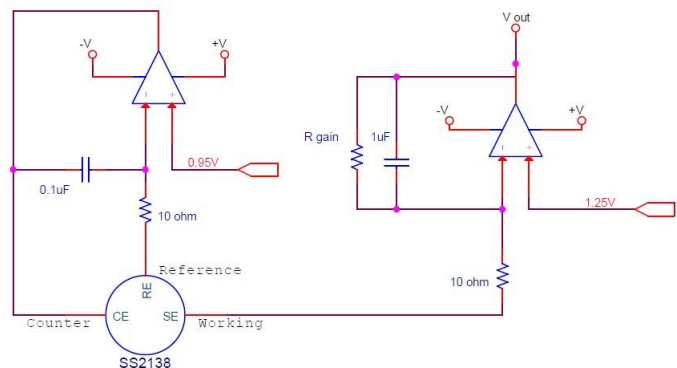 V out
-V
+V
-V
+V
R gain
1uF
0.95V
0.1uF
10 ohm
1.25V
Reference
RE
10 ohm
Counter
CE
SE
Working
SS2138